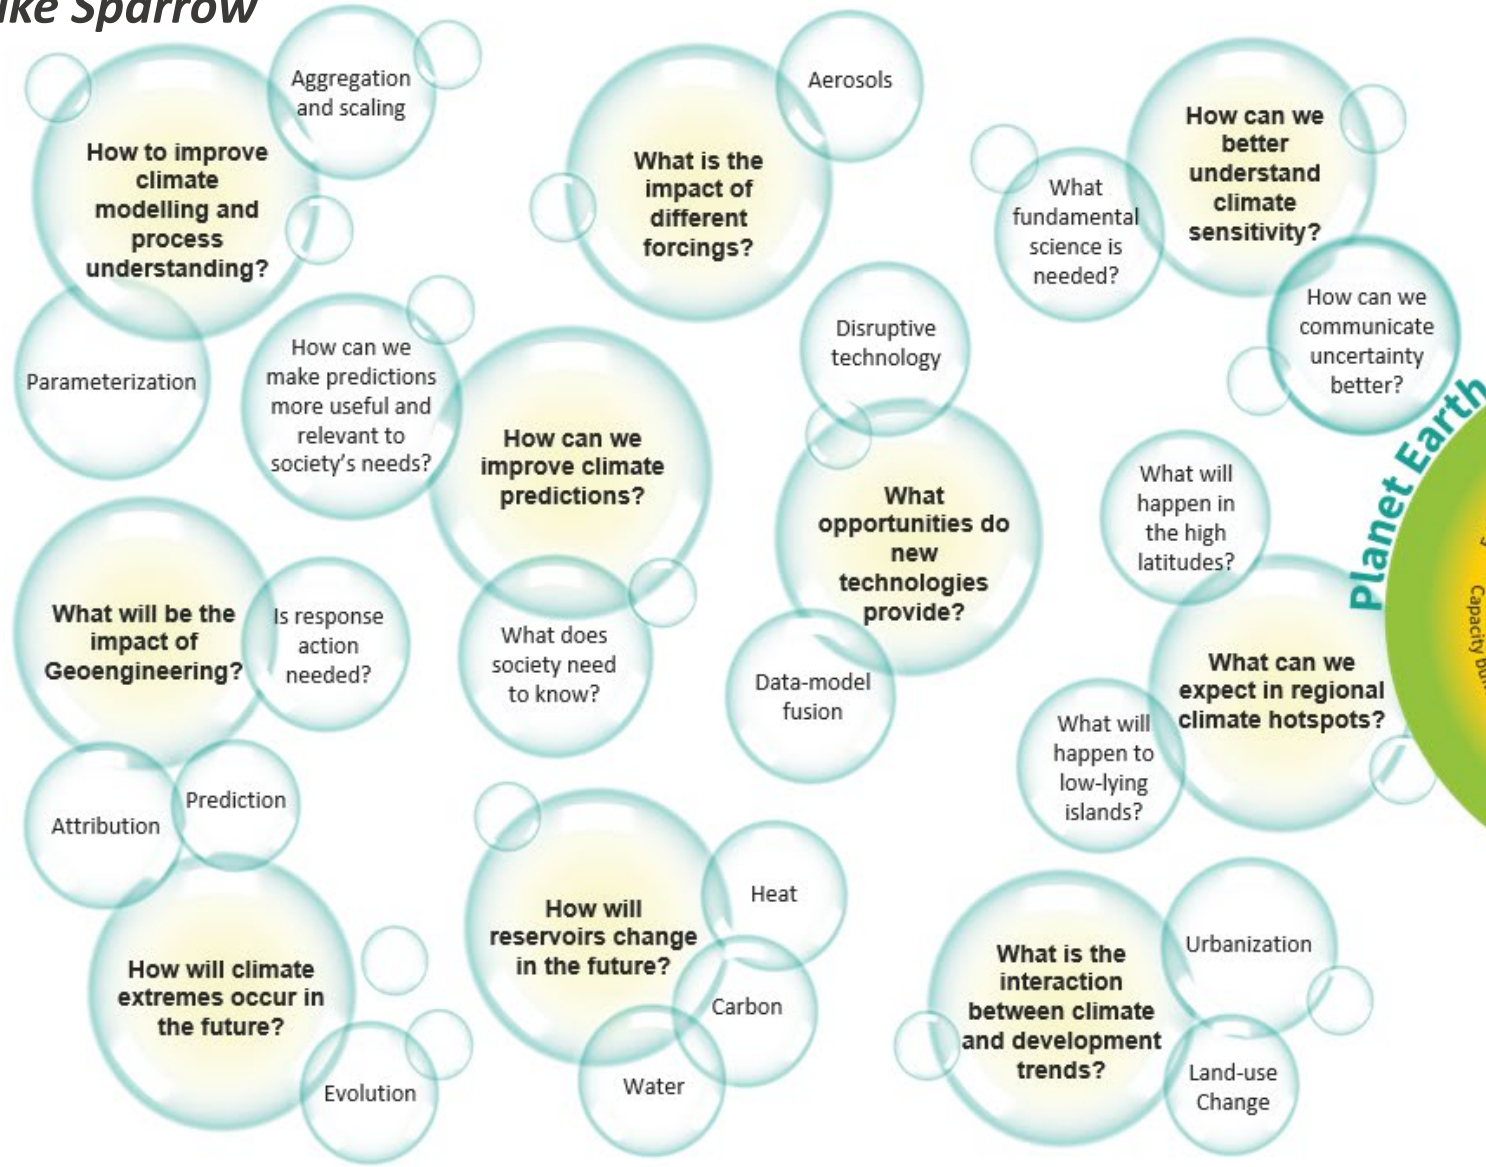 Sparrow
Aggregation
and scaling
How to improve
climate
modelling and
process
understanding?
Parameterization
Aerosols
What is the
impact of
different
forcings?
How can we
better
understand
climate
sensitivity?
What
fundamental
science is
needed?
How can we
communicate
uncertainty
better?
How can we
make predictions
more useful and
relevant to
society's needs?
How can we
improve climate
predictions?
What does
society need
to know?
Disruptive
technology
What
opportunities do
new
technologies
provide?
Data-model
fusion
What will
happen in
the high
latitudes?
What can we
expect in regional
climate hotspots?
What will
happen to
low-lying
islands?
Planet Earth
Capacity
What will be the
impact of
Geoengineering?
Is response
action
needed?
Attribution
Prediction
How will climate
extremes occur in
the future?
Evolution
How will
reservoirs change
in the future?
Heat
Carbon
Water
What is the
interaction
between climate
and development
trends?
Urbanization
Land-use
Change